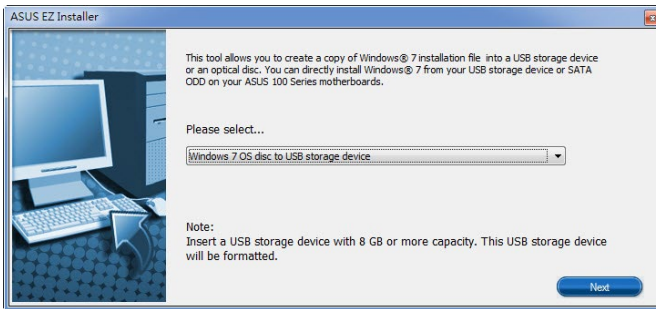 ASUS EZ Installer
This tool allows you to create a copy of Windows® 7 installation file into a USB storage device
or an optical disc. You can directly install Windows® 7 from your USB storage device or SATA
ODD on your ASUS 100 Series motherboards.
Please select...
Windows 7 OS disc to USB storage device
Note:
Insert a USB storage device with 8 GB or more capacity. This USB storage device
will be formatted.
Next